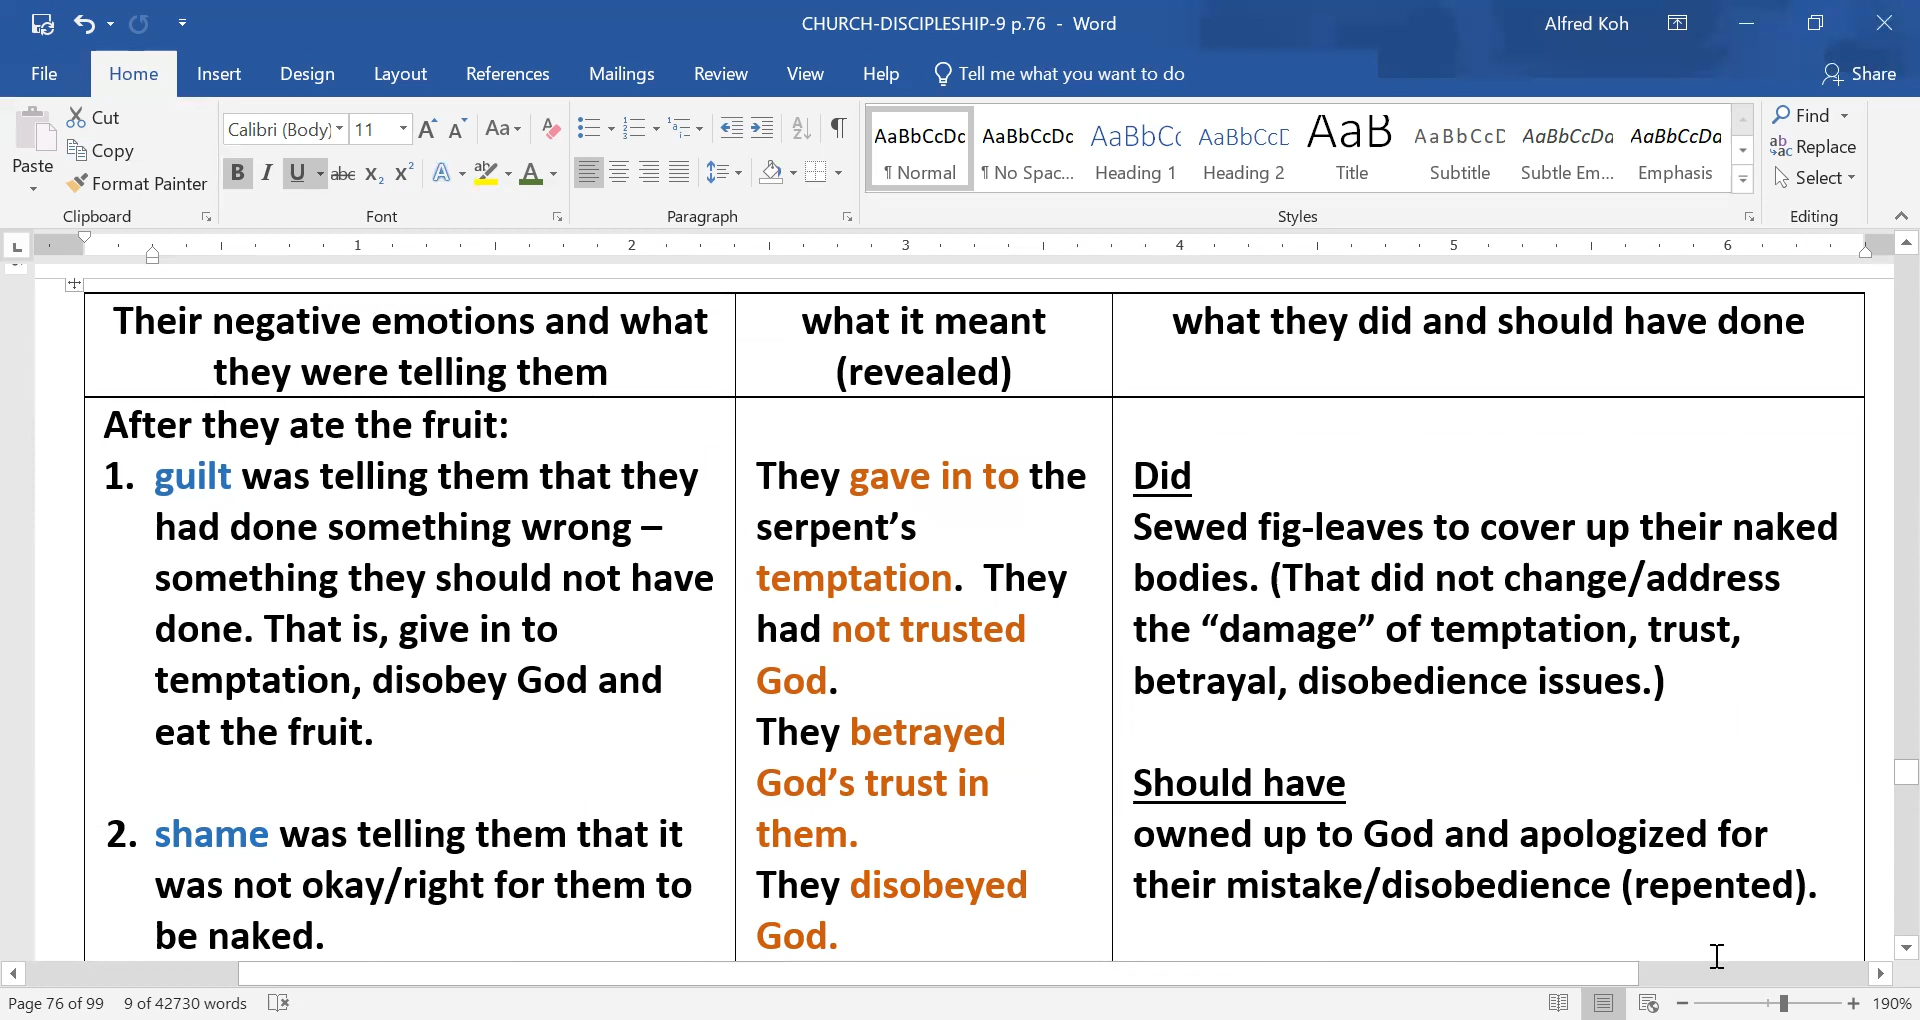 CHURCH-DISCIPLESHIP-9 p.76 - Word
Alfred Koh
File Home Insert Design Layout References Mailings Review View Help Tell me what you want to do Share
Paste
Cut
Copy
Format Painter
Clipboard
Calibri (Body) 11
Font
Paragraph
AaBbCcDc AaBbCcDc AaBbCc AaBbCcE AaB AaBbCcD AaBbCcDa AaBbCcDa
¶ Normal ¶ No Spac... Heading 1 Heading 2 Title Subtitle Subtle Em... Emphasis
Styles
Find
Replace
Select
Editing
1 2 3 4 5 6
Their negative emotions and what
they were telling them
what it meant
(revealed)
what they did and should have done
After they ate the fruit:
1. guilt was telling them that they
had done something wrong –
something they should not have
done. That is, give in to
temptation, disobey God and
eat the fruit.
2. shame was telling them that it
was not okay/right for them to
be naked.
They gave in to the
serpent’s
temptation. They
had not trusted
God.
They betrayed
God’s trust in
them.
They disobeyed
God.
Did
Sewed fig-leaves to cover up their naked
bodies. (That did not change/address
the “damage” of temptation, trust,
betrayal, disobedience issues.)
Should have
owned up to God and apologized for
their mistake/disobedience (repented).
Page 76 of 99 9 of 42730 words
190%